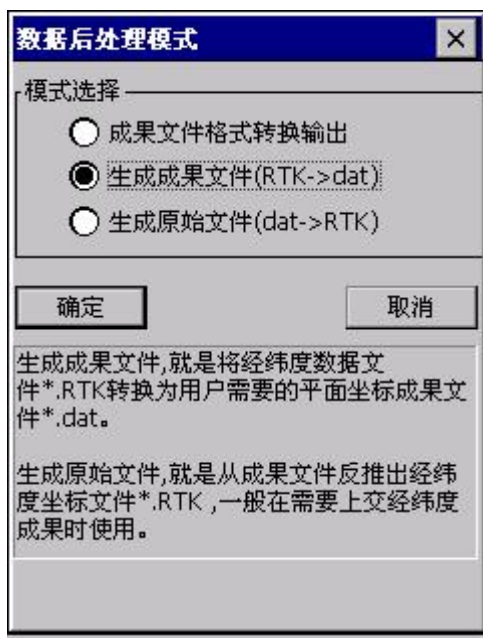 数据后处理模式
模式选择
成果文件格式转换输出
生成成果文件(RTK->dat)
生成原始文件(dat->RTK)
确定 取消
生成成果文件,就是将经纬度数据文
件*.RTK转换为用户需要的平面坐标成果文
件*.dat。
生成原始文件,就是从成果文件反推出经纬
度坐标文件*.RTK ,一般在需要上交经纬度
成果时使用。